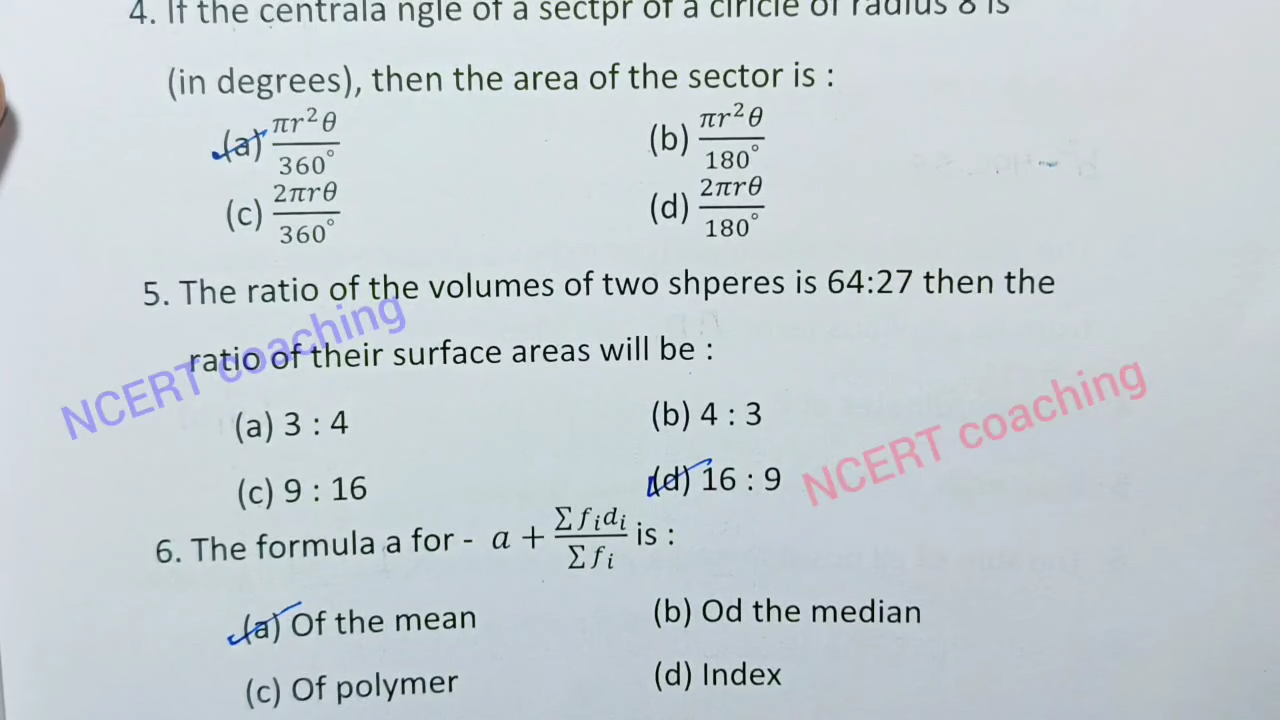 4. If the centrala ngle of a sectpr of a ciricle of radius 8 is
(in degrees), then the area of the sector is :
(a) πr²θ/360° (b) πr²θ/180°
(c) 2πrθ/360° (d) 2πrθ/180°
5. The ratio of the volumes of two shperes is 64:27 then the
ratio of their surface areas will be :
(a) 3 : 4 (b) 4 : 3
(c) 9 : 16 (d) 16 : 9
6. The formula a for - a + Σfᵢdᵢ/Σfᵢ is :
(a) Of the mean (b) Od the median
(c) Of polymer (d) Index
NCERT coaching
NCERT coaching